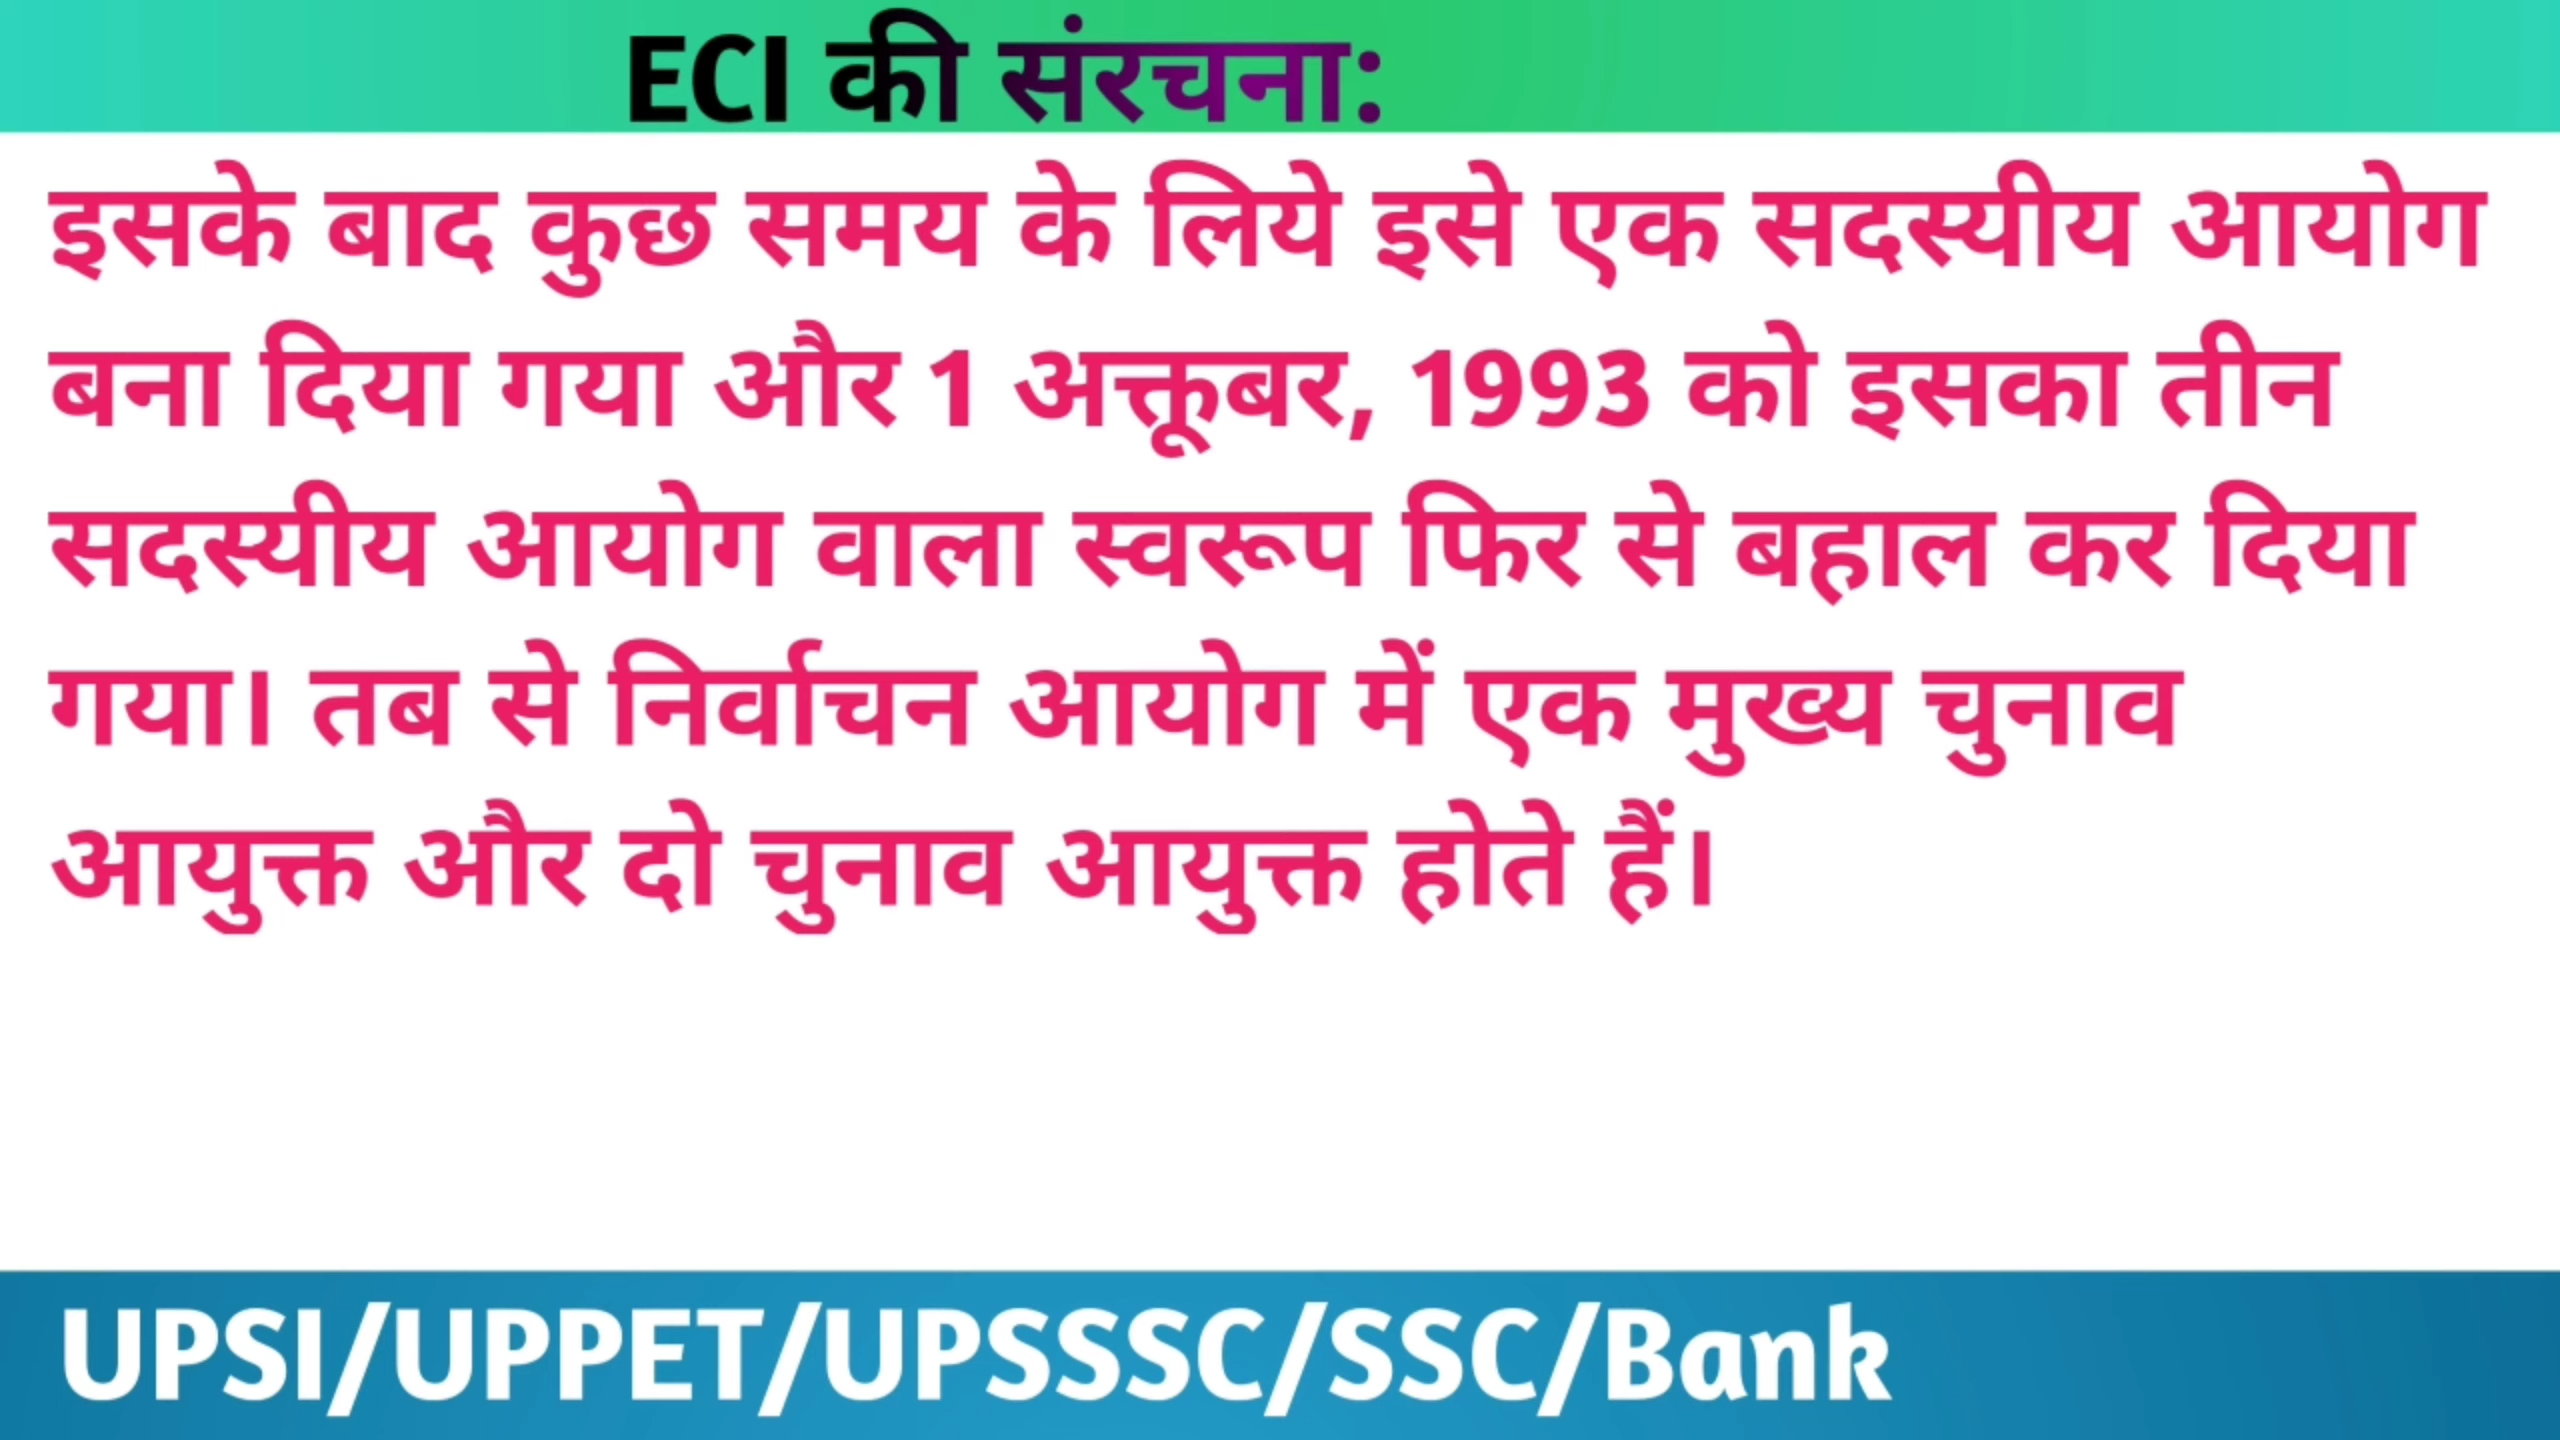 ECI की संरचना:
इसके बाद कुछ समय के लिये इसे एक सदस्यीय आयोग
बना दिया गया और 1 अक्तूबर, 1993 को इसका तीन
सदस्यीय आयोग वाला स्वरूप फिर से बहाल कर दिया
गया। तब से निर्वाचन आयोग में एक मुख्य चुनाव
आयुक्त और दो चुनाव आयुक्त होते हैं।
UPSI/UPPET/UPSSSC/SSC/Bank